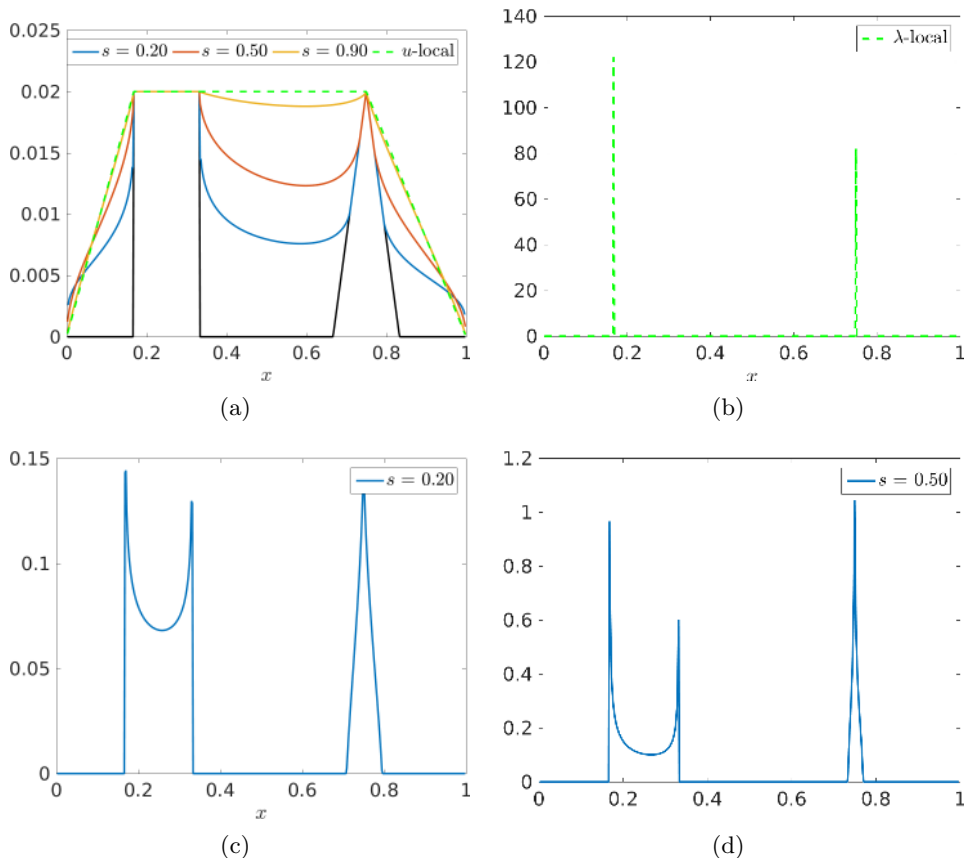 0.025
0.02
0.015
0.01
0.005
0
s = 0.20 s = 0.50 s = 0.90 u-local
0 0.2 0.4 0.6 0.8 1
x
(a)
140
120
100
80
60
40
20
0
λ-local
0 0.2 0.4 0.6 0.8 1
x
(b)
0.15
0.1
0.05
0
s = 0.20
0 0.2 0.4 0.6 0.8 1
x
(c)
1.2
1
0.8
0.6
0.4
0.2
0
s = 0.50
0 0.2 0.4 0.6 0.8 1
(d)